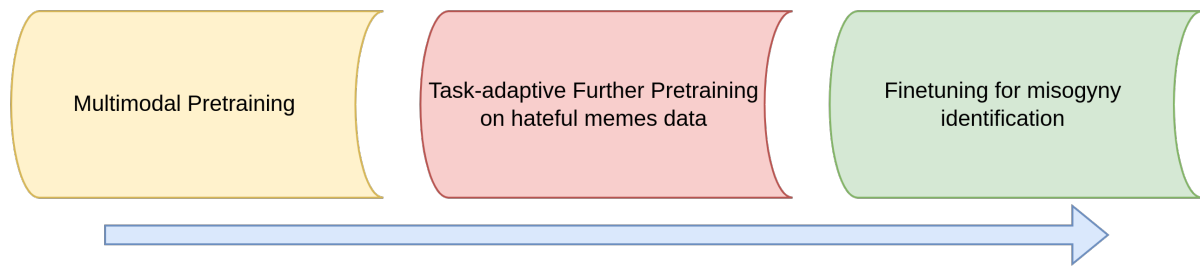 Multimodal Pretraining
Task-adaptive Further Pretraining
on hateful memes data
Finetuning for misogyny
identification